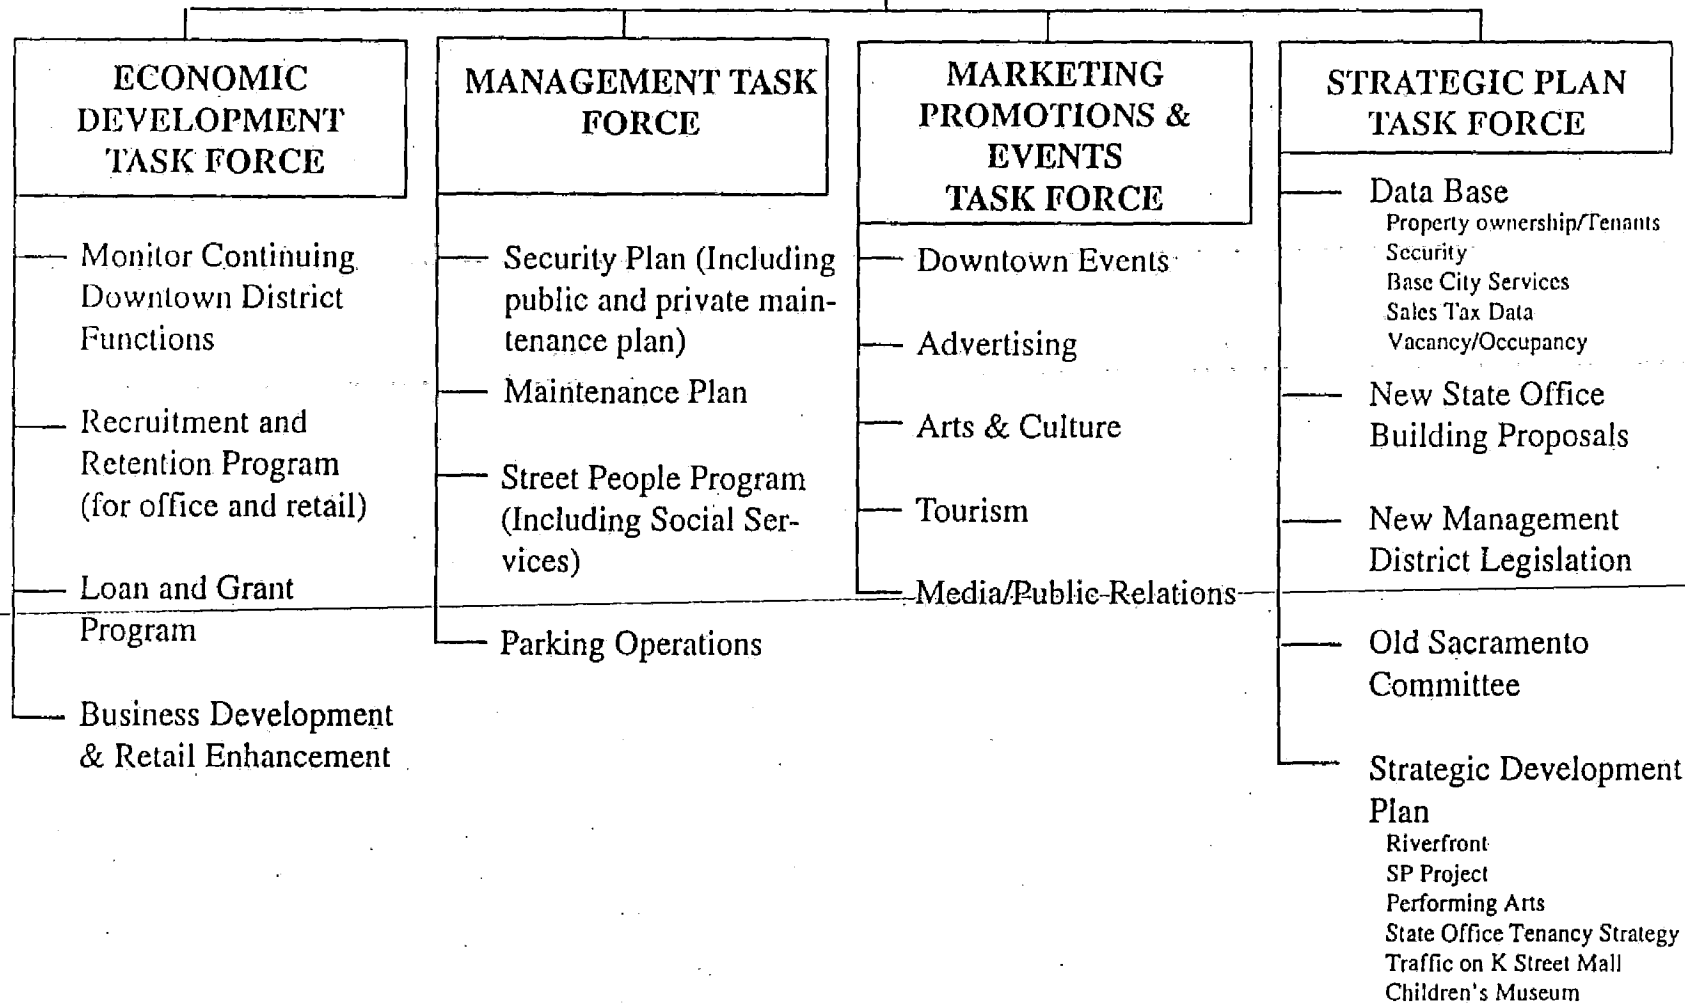 ECONOMIC
DEVELOPMENT
TASK FORCE
Monitor Continuing
Downtown District
Functions
Recruitment and
Retention Program
(for office and retail)
Loan and Grant
Program
Business Development
& Retail Enhancement
MANAGEMENT TASK
FORCE
Security Plan (Including
public and private main-
tenance plan)
Maintenance Plan
Street People Program
(Including Social Ser-
vices)
Parking Operations
MARKETING
PROMOTIONS &
EVENTS
TASK FORCE
Downtown Events
Advertising
Arts & Culture
Tourism
Media/Public Relations
STRATEGIC PLAN
TASK FORCE
Data Base
Property ownership/Tenants
Security
Base City Services
Sales Tax Data
Vacancy/Occupancy
New State Office
Building Proposals
New Management
District Legislation
Old Sacramento
Committee
Strategic Development
Plan
Riverfront
SP Project
Performing Arts
State Office Tenancy Strategy
Traffic on K Street Mall
Children's Museum